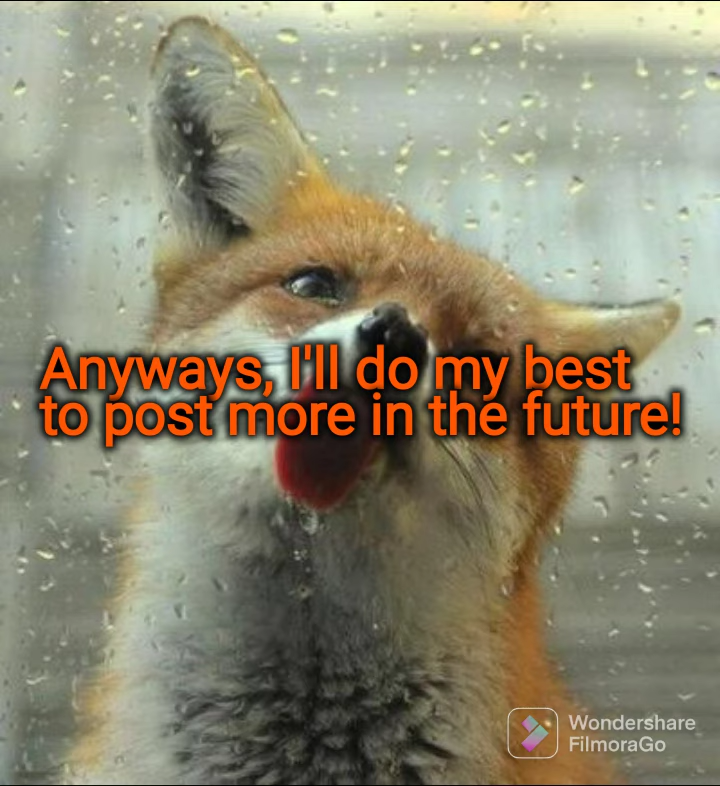 Anyways, I'll do my best
to post more in the future!
Wondershare
FilmoraGo